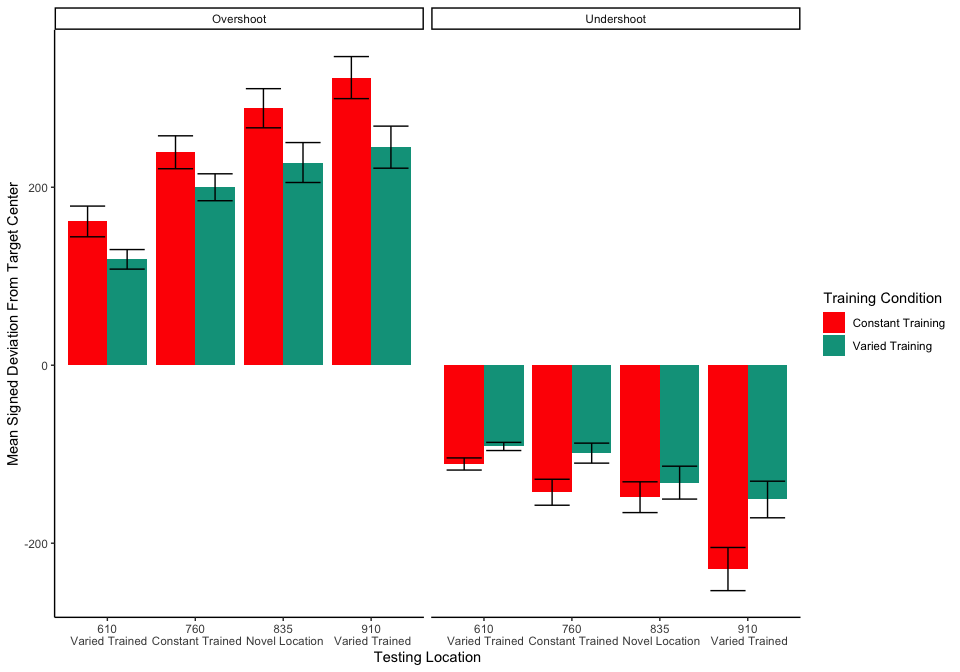 Overshoot
Undershoot
Mean Signed Deviation From Target Center
200
0
-200
610
Varied Trained
760
Constant Trained
835
Novel Location
910
Varied Trained
610
Varied Trained
760
Constant Trained
835
Novel Location
910
Varied Trained
Testing Location
Training Condition
Constant Training
Varied Training